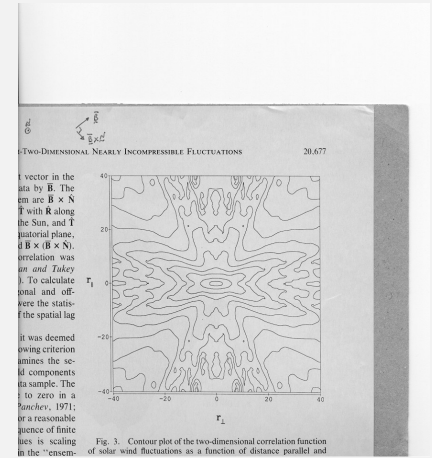 -TWO-DIMENSIONAL NEARLY INCOMPRESSIBLE FLUCTUATIONS 20,677
t vector in the
ata by B̅. The
em are B̅ × N̂
T̂ with R̂ along
he Sun, and T̂
quatorial plane,
d B̅ × (B̅ × N̂).
orrelation was
an and Tukey
). To calculate
gonal and off-
were the statis-
f the spatial lag
it was deemed
owing criterion
amines the se-
ld components
ata sample. The
e to zero in a
Panchev, 1971;
or a reasonable
quence of finite
lues is scaling
in the “ensem-
40
20
r∥ 0
-20
-40
-40 -20 0 20 40
r⊥
Fig. 3. Contour plot of the two-dimensional correlation function
of solar wind fluctuations as a function of distance parallel and